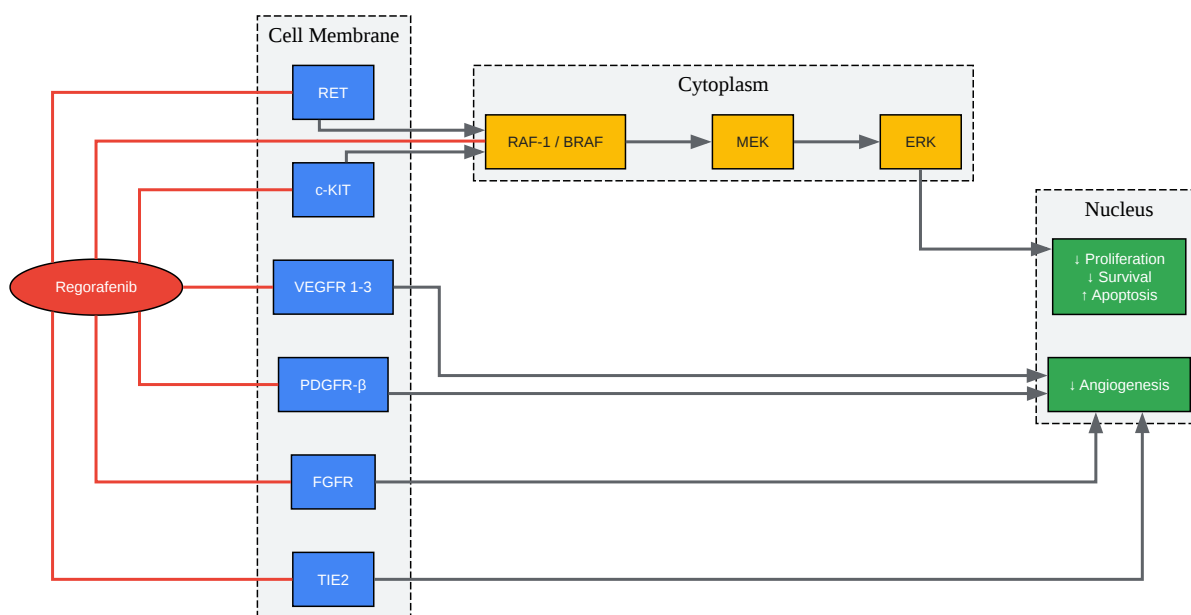 Cell Membrane
RET
c-KIT
VEGFR 1-3
PDGFR-β
FGFR
TIE2
Regorafenib
Cytoplasm
RAF-1 / BRAF
MEK
ERK
Nucleus
↓ Proliferation
↓ Survival
↑ Apoptosis
↓ Angiogenesis